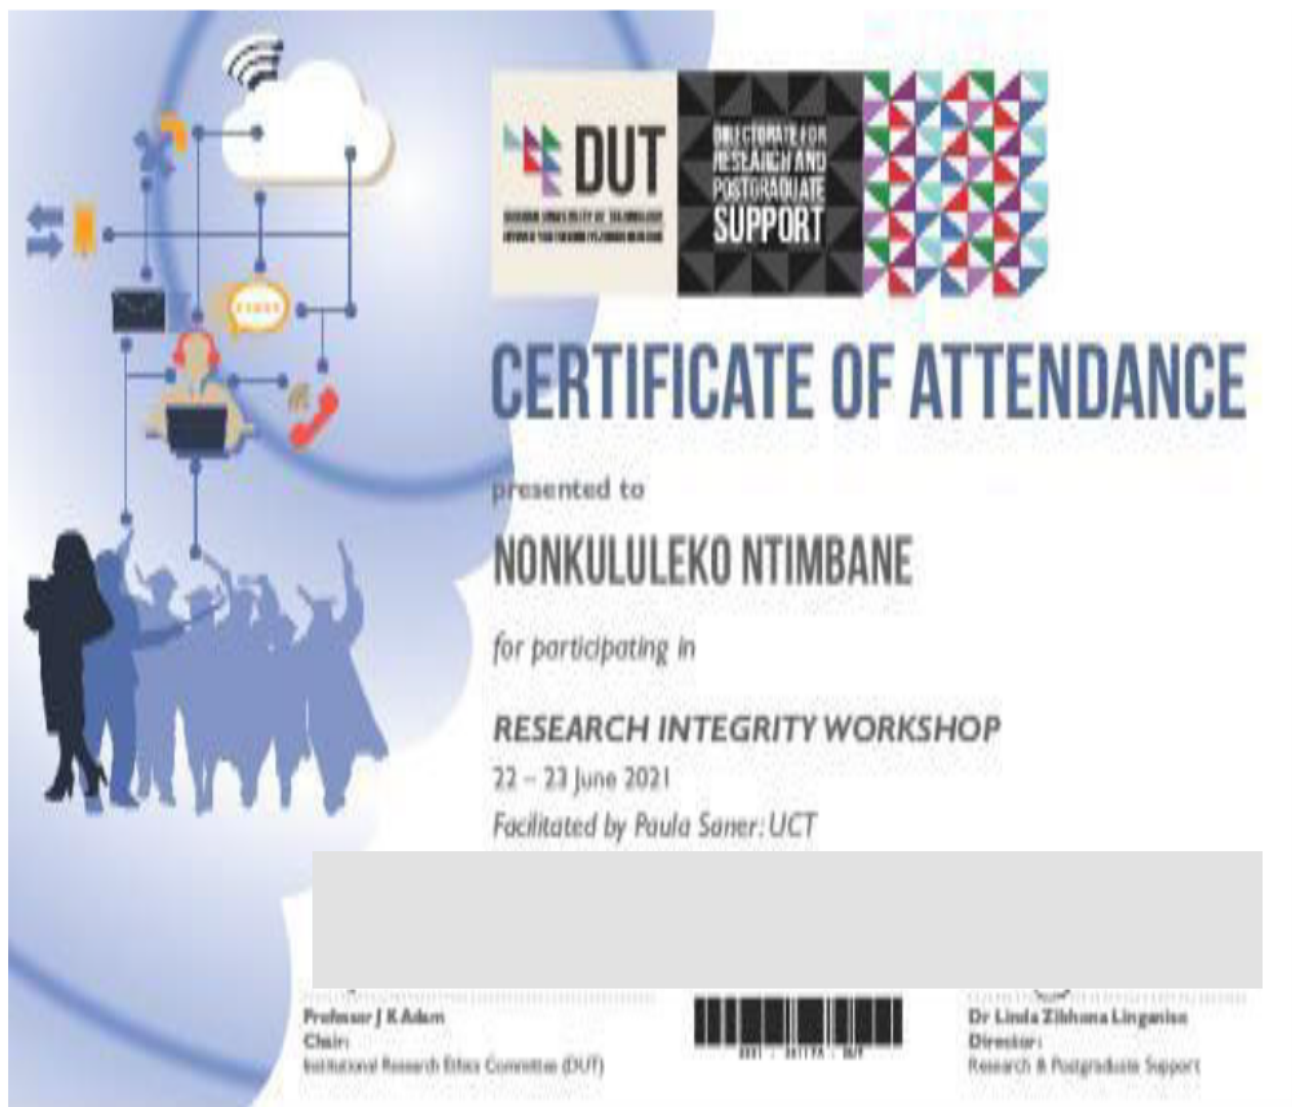 DUT
DIRECTORATE FOR
RESEARCH AND
POSTGRADUATE
SUPPORT
CERTIFICATE OF ATTENDANCE
presented to
NONKULULEKO NTIMBANE
for participating in
RESEARCH INTEGRITY WORKSHOP
22 – 23 June 2021
Facilitated by Paula Saner: UCT
Professor J K Adam
Chair:
Institutional Research Ethics Committee (DUT)
Dr Linda Zikhona Linganiso
Director:
Research & Postgraduate Support